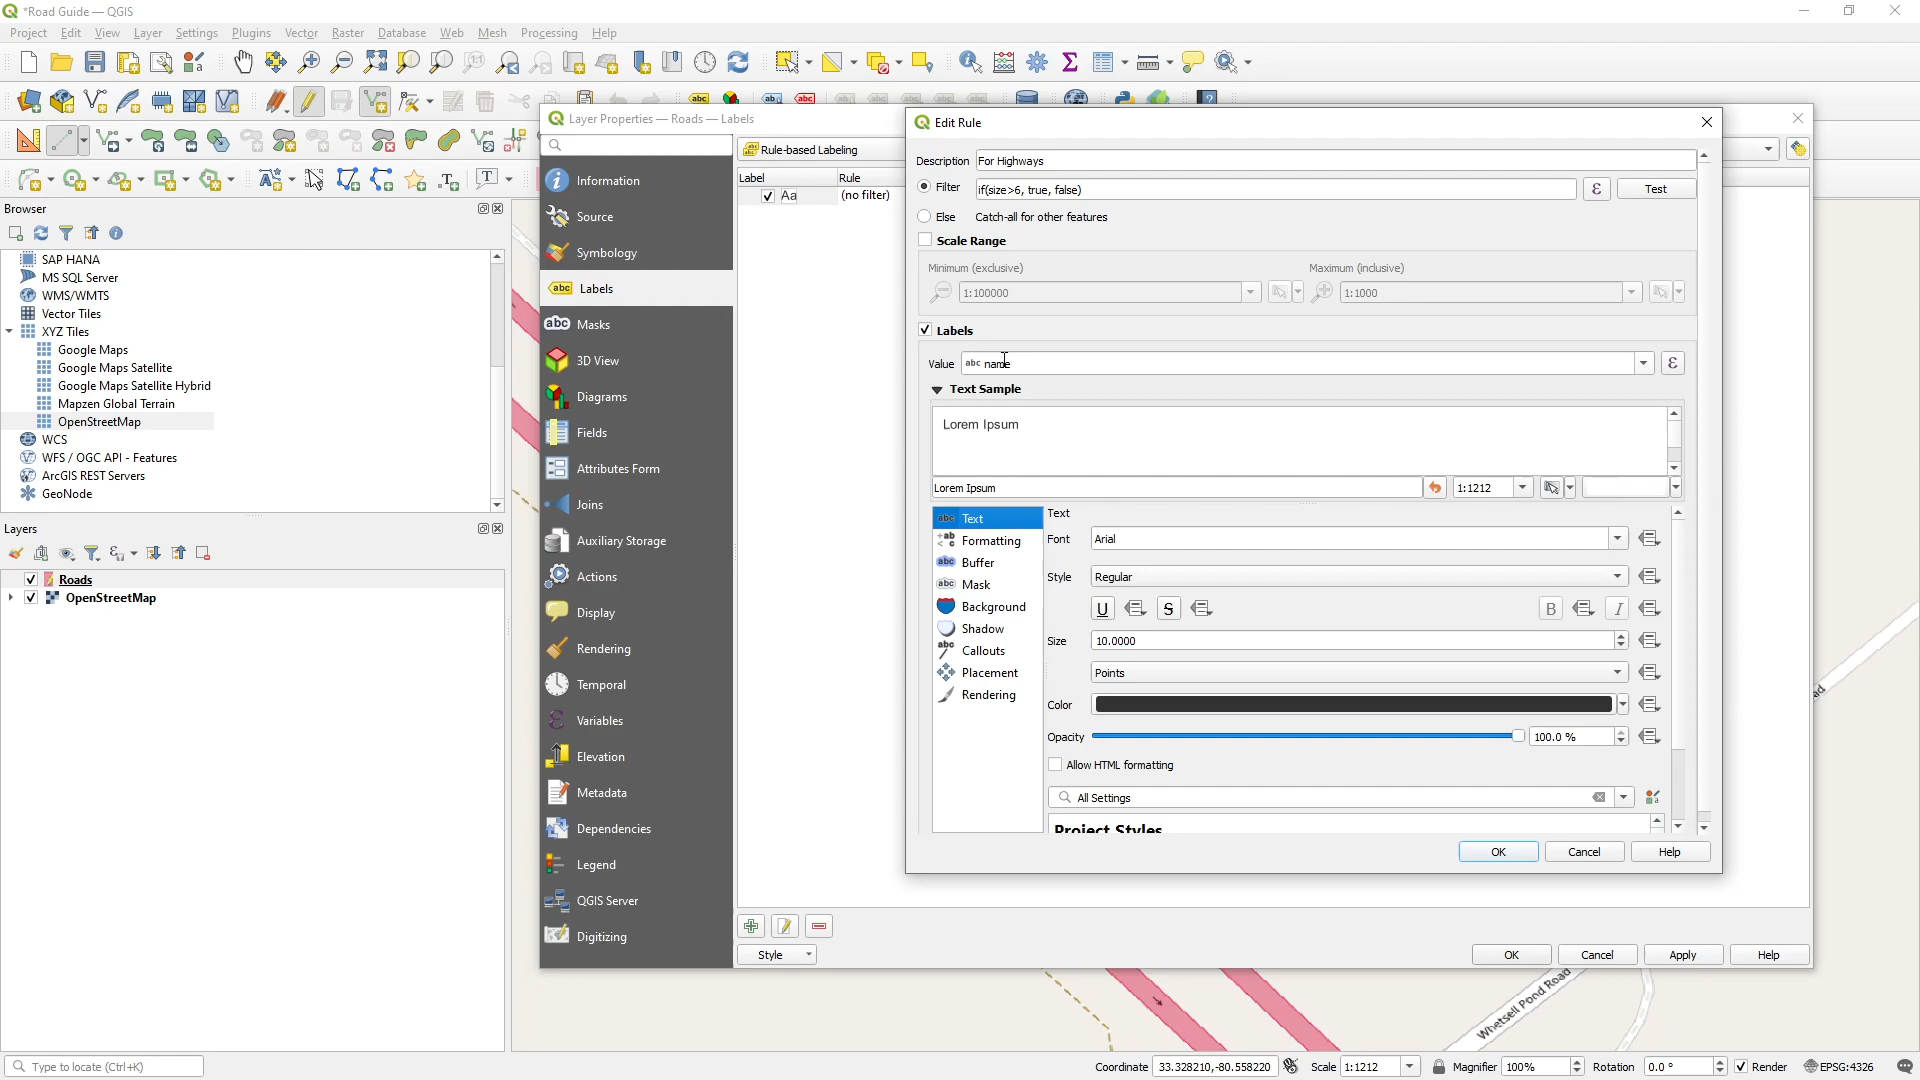 *Road Guide — QGIS
Project Edit View Layer Settings Plugins Vector Raster Database Web Mesh Processing Help
Browser
SAP HANA
MS SQL Server
WMS/WMTS
Vector Tiles
XYZ Tiles
Google Maps
Google Maps Satellite
Google Maps Satellite Hybrid
Mapzen Global Terrain
OpenStreetMap
WCS
WFS / OGC API - Features
ArcGIS REST Servers
GeoNode
Layers
Roads
OpenStreetMap
Layer Properties — Roads — Labels
Information
Source
Symbology
abc Labels
abc Masks
3D View
Diagrams
Fields
Attributes Form
Joins
Auxiliary Storage
Actions
Display
Rendering
Temporal
Variables
Elevation
Metadata
Dependencies
Legend
QGIS Server
Digitizing
Rule-based Labeling
Label Rule
Aa (no filter)
Style
OK Cancel Apply Help
Edit Rule
Description For Highways
Filter if(size>6, true, false) ε Test
Else Catch-all for other features
Scale Range
Minimum (exclusive) Maximum (inclusive)
1:100000 1:1000
Labels
Value abc name ε
Text Sample
Lorem Ipsum
Lorem Ipsum 1:1212
abc Text
Formatting
abc Buffer
abc Mask
Background
Shadow
abc Callouts
Placement
Rendering
Text
Font Arial
Style Regular
U S B I
Size 10.0000
Points
Color
Opacity 100.0 %
Allow HTML formatting
All Settings
Project Styles
OK Cancel Help
ad
Whetsell Pond Road
Type to locate (Ctrl+K) Coordinate 33.328210,-80.558220 Scale 1:1212 Magnifier 100% Rotation 0.0 ° Render EPSG:4326